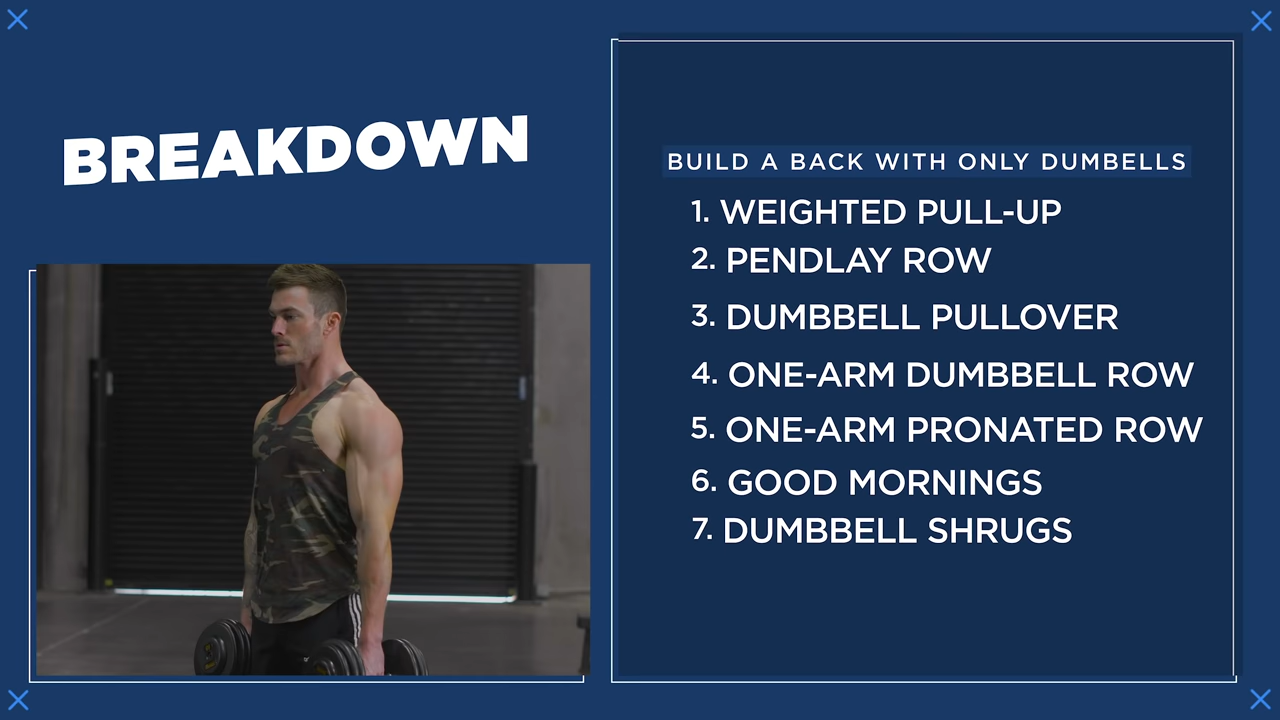 BREAKDOWN
BUILD A BACK WITH ONLY DUMBELLS
1. WEIGHTED PULL-UP
2. PENDLAY ROW
3. DUMBBELL PULLOVER
4. ONE-ARM DUMBBELL ROW
5. ONE-ARM PRONATED ROW
6. GOOD MORNINGS
7. DUMBBELL SHRUGS